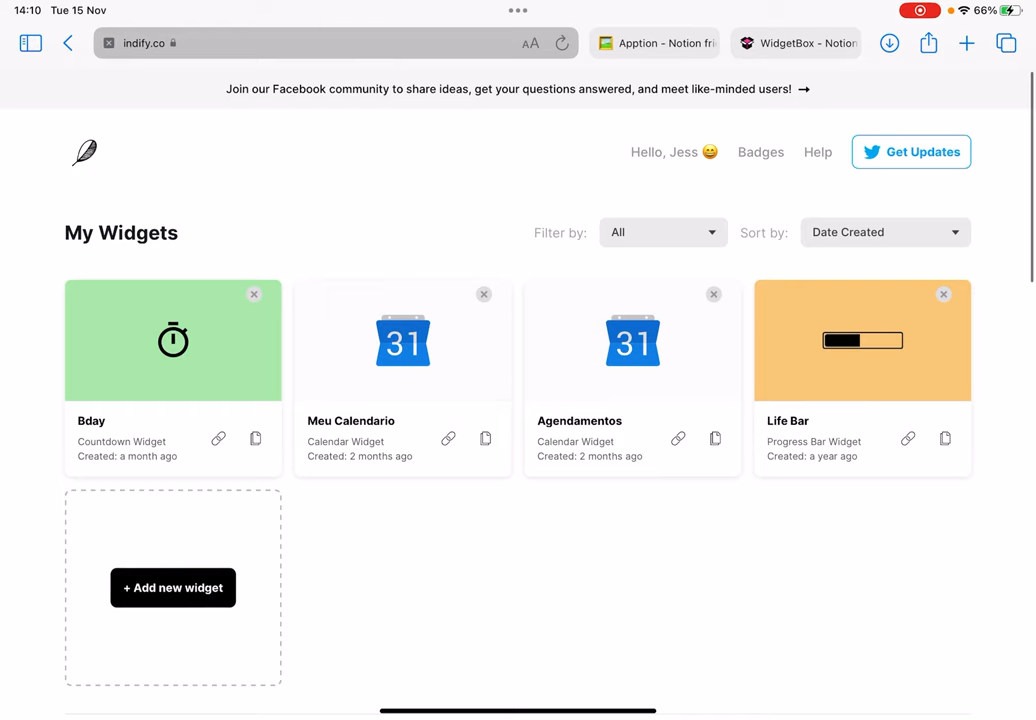 14:10 Tue 15 Nov
66%
indify.co
AA
Apption - Notion fri
WidgetBox - Notion
Join our Facebook community to share ideas, get your questions answered, and meet like-minded users! →
Hello, Jess 😄
Badges
Help
Get Updates
My Widgets
Filter by:
All
Sort by:
Date Created
31
31
Bday
Countdown Widget
Created: a month ago
Meu Calendario
Calendar Widget
Created: 2 months ago
Agendamentos
Calendar Widget
Created: 2 months ago
Life Bar
Progress Bar Widget
Created: a year ago
+ Add new widget